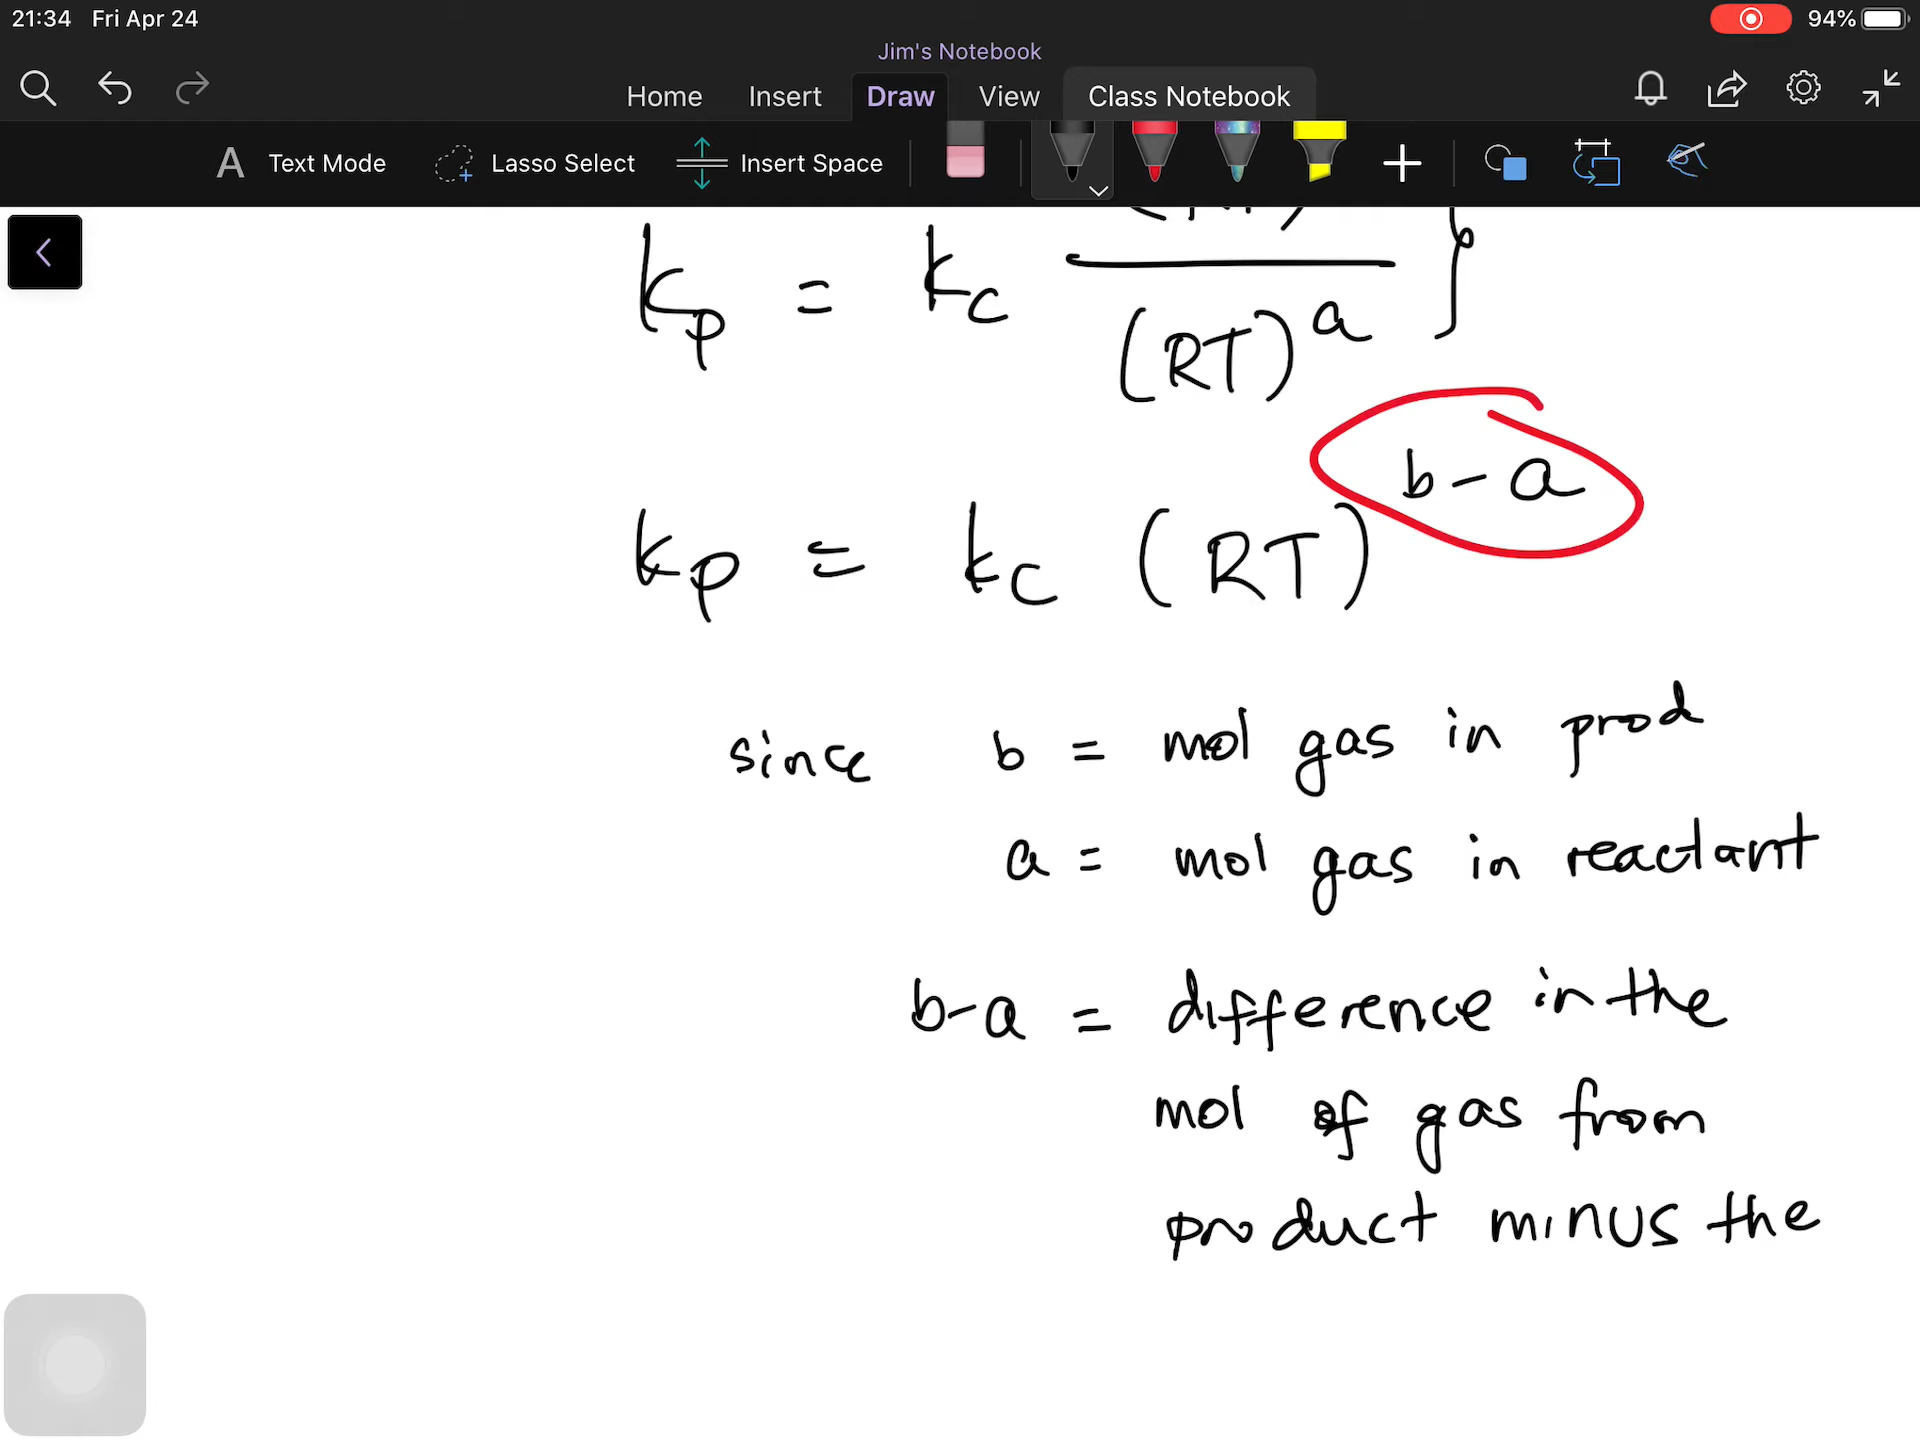 21:34 Fri Apr 24 94%
Jim's Notebook
Home Insert Draw View Class Notebook
A Text Mode Lasso Select Insert Space
kp = kc
(RT)^a
b-a
kp = kc (RT)
since b = mol gas in prod
a = mol gas in reactant
b-a = difference in the
mol of gas from
product minus the